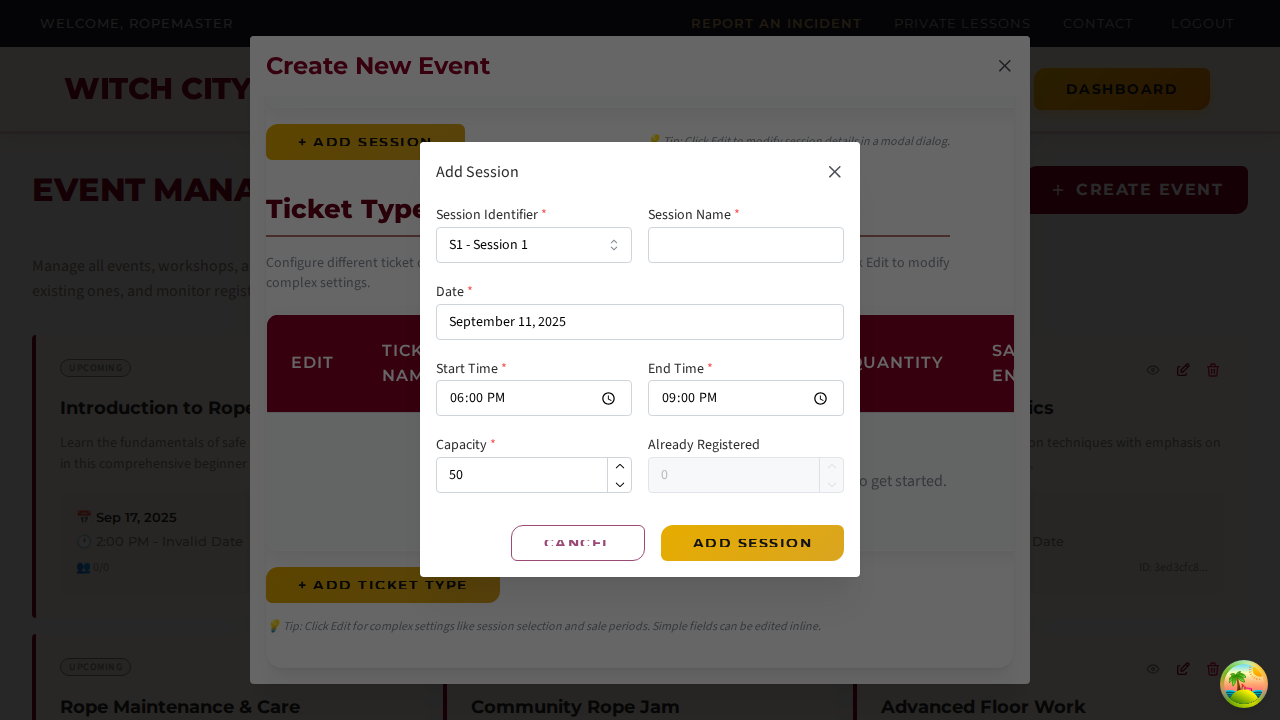 WELCOME, ROPEMASTER
REPORT AN INCIDENT
PRIVATE LESSONS
CONTACT
LOGOUT
Create New Event
WITCH CITY
DASHBOARD
+ ADD SESSION
💡 Tip: Click Edit to modify session details in a modal dialog.
Add Session
EVENT MANA
+ CREATE EVENT
Ticket Type
Session Identifier *
Session Name *
S1 - Session 1
Manage all events, workshops, a
existing ones, and monitor regist
Configure different ticket
k Edit to modify
complex settings.
Date *
September 11, 2025
EDIT
TICK
NAM
QUANTITY
SA
EN
Start Time *
End Time *
06:00 PM
09:00 PM
UPCOMING
Introduction to Rope
ics
Learn the fundamentals of safe
in this comprehensive beginner
on techniques with emphasis on
Capacity *
Already Registered
50
0
o get started.
📅 Sep 17, 2025
🕐 2:00 PM - Invalid Date
Date
👥 0/0
CANCEL
ADD SESSION
+ ADD TICKET TYPE
💡 Tip: Click Edit for complex settings like session selection and sale periods. Simple fields can be edited inline.
UPCOMING
Rope Maintenance & Care
Community Rope Jam
Advanced Floor Work